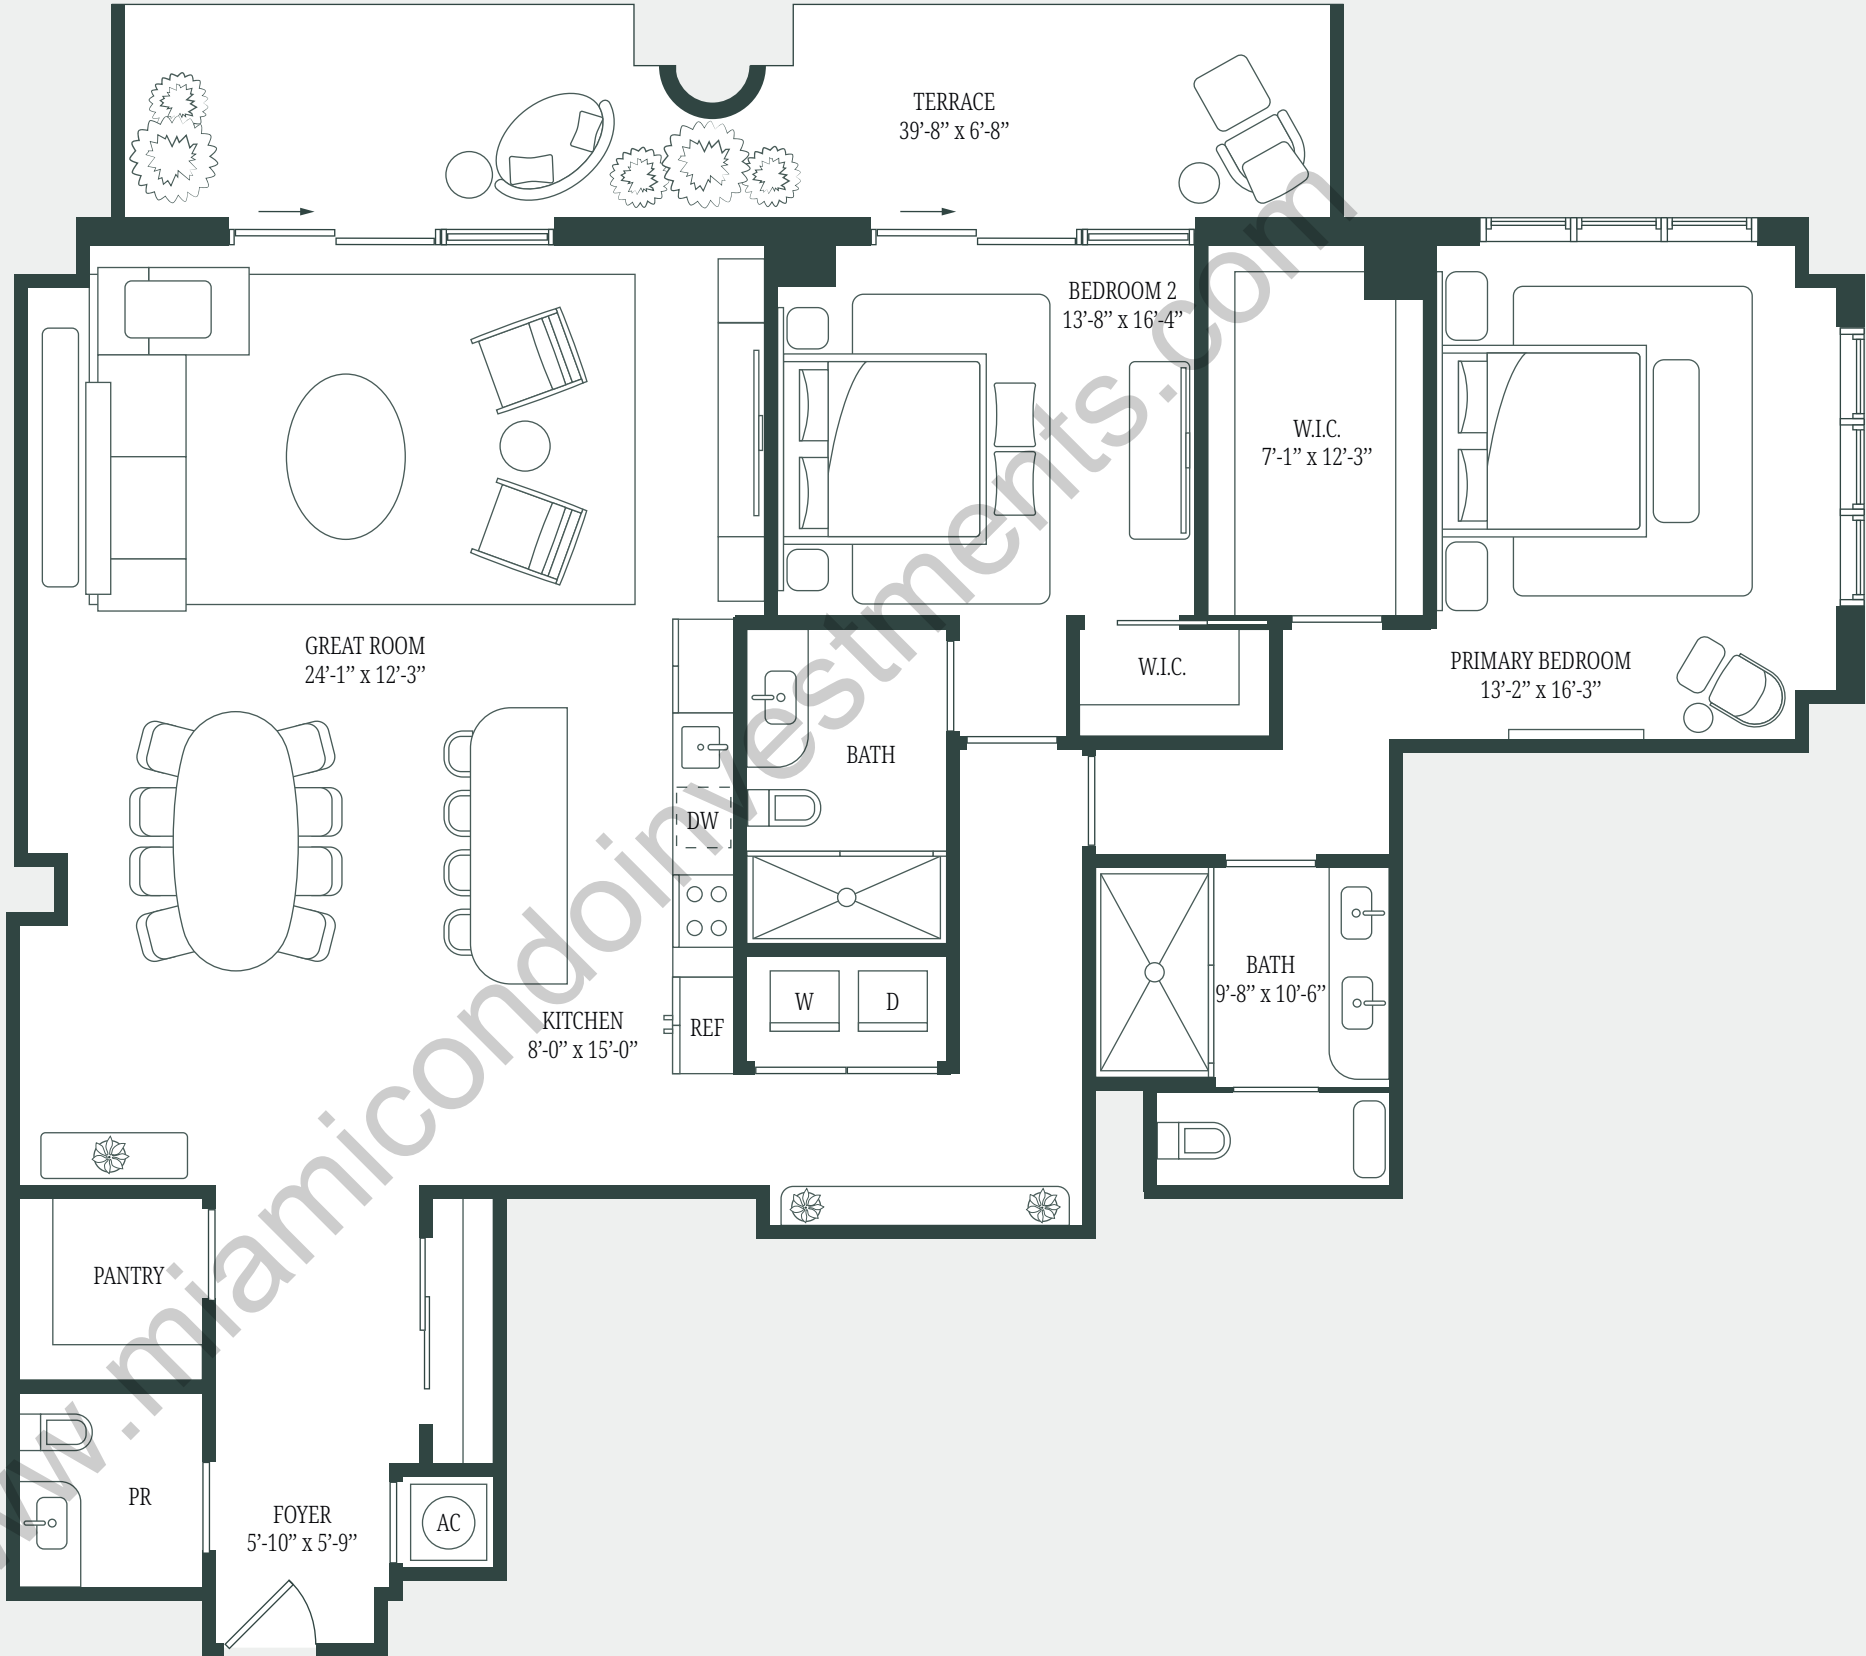 TERRACE
39’-8” x 6’-8”
BEDROOM 2
13’-8” x 16’-4”
W.I.C.
7’-1” x 12’-3”
GREAT ROOM
24’-1” x 12’-3”
W.I.C.
PRIMARY BEDROOM
13’-2” x 16’-3”
BATH
DW
BATH
9’-8” x 10’-6”
W
D
KITCHEN
8’-0” x 15’-0”
REF
PANTRY
PR
FOYER
5’-10” x 5’-9”
AC
www.miamicondoinvestments.com